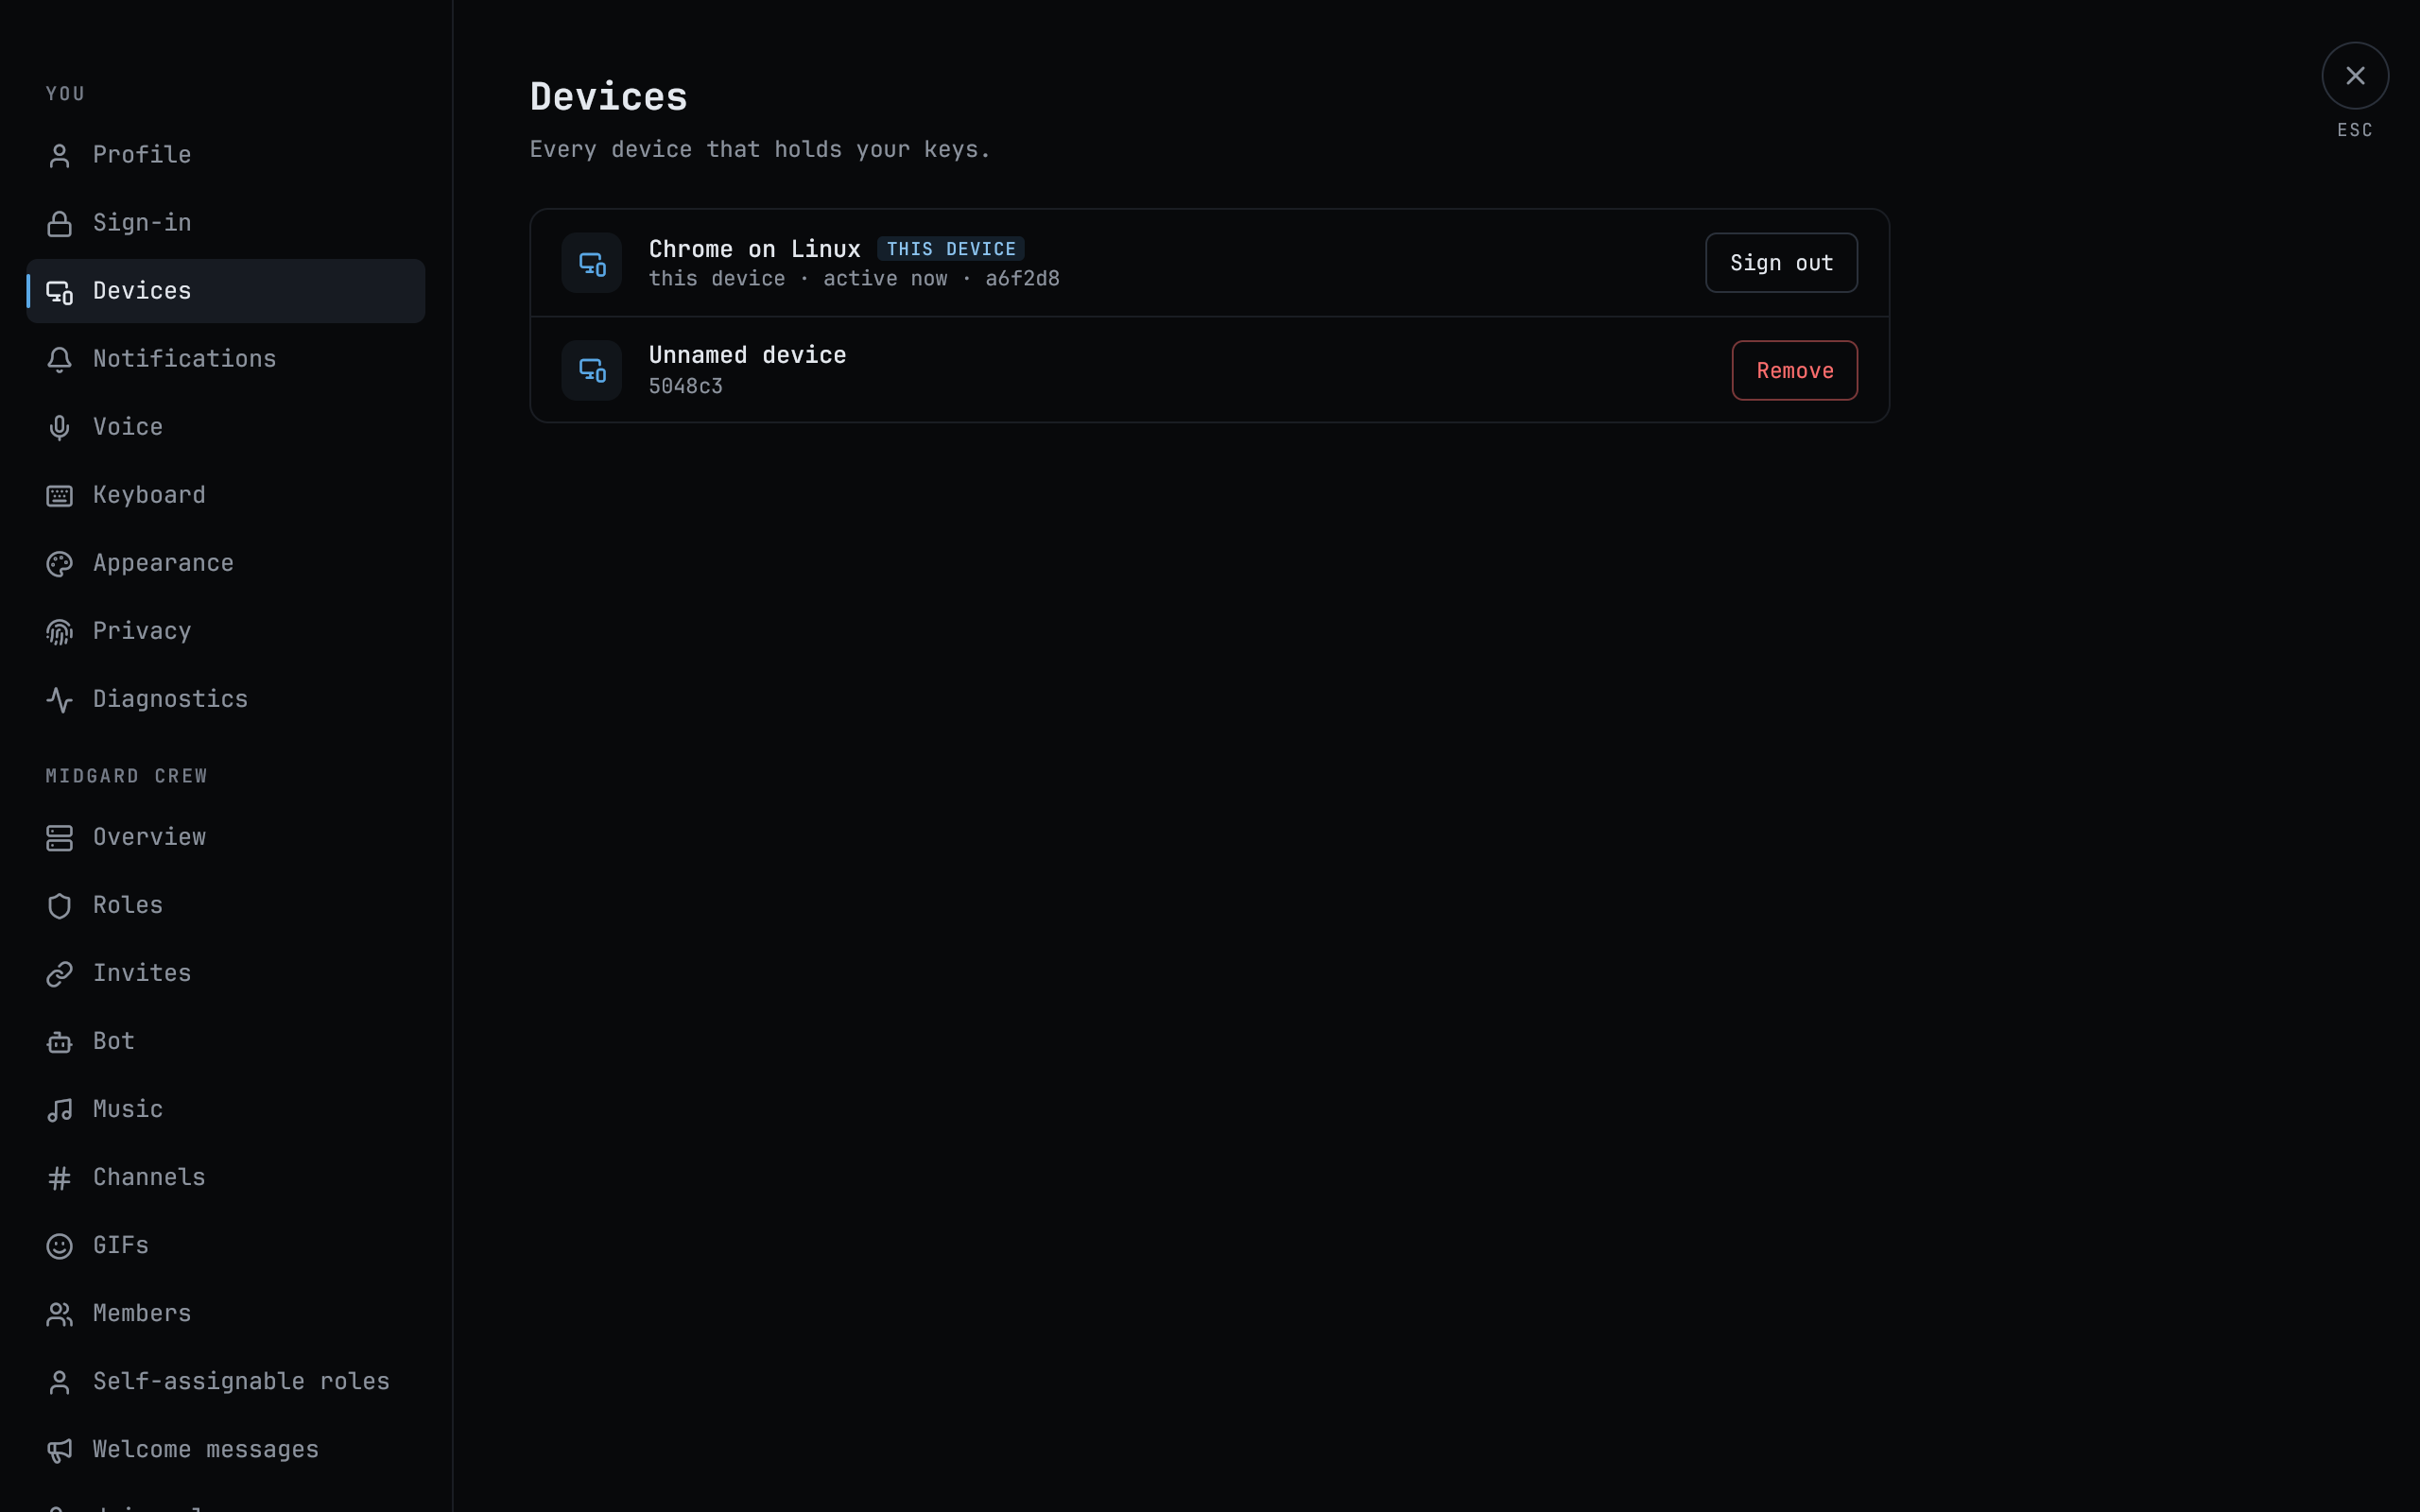 YOU
Profile
Sign-in
Devices
Notifications
Voice
Keyboard
Appearance
Privacy
Diagnostics
MIDGARD CREW
Overview
Roles
Invites
Bot
Music
Channels
GIFs
Members
Self-assignable roles
Welcome messages
Devices
Every device that holds your keys.
Chrome on Linux THIS DEVICE
this device · active now · a6f2d8
Sign out
Unnamed device
5048c3
Remove
ESC